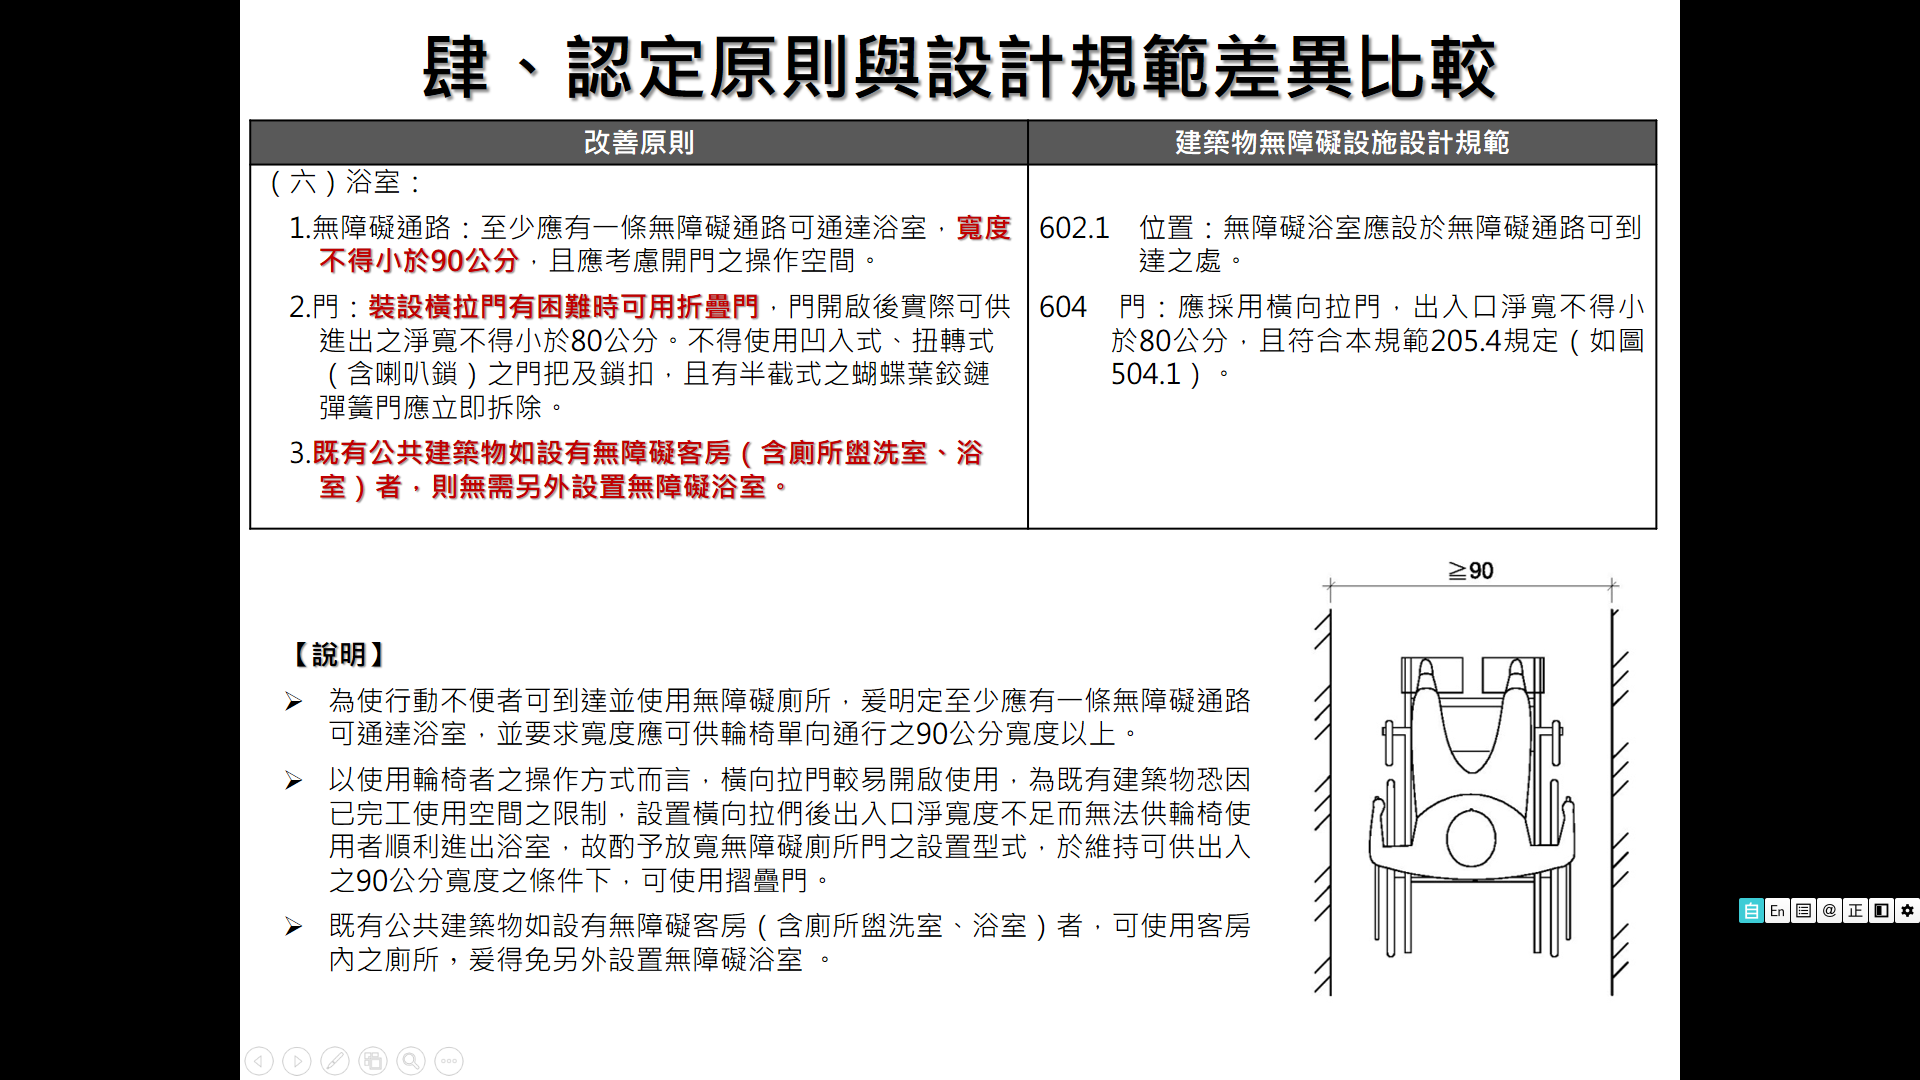 肆、認定原則與設計規範差異比較
改善原則
建築物無障礙設施設計規範
（六）浴室：
1.無障礙通路：至少應有一條無障礙通路可通達浴室，寬度
不得小於90公分，且應考慮開門之操作空間。
2.門：裝設橫拉門有困難時可用折疊門，門開啟後實際可供
進出之淨寬不得小於80公分。不得使用凹入式、扭轉式
（含喇叭鎖）之門把及鎖扣，且有半截式之蝴蝶葉鉸鏈
彈簧門應立即拆除。
3.既有公共建築物如設有無障礙客房（含廁所盥洗室、浴
室）者，則無需另外設置無障礙浴室。
602.1 位置：無障礙浴室應設於無障礙通路可到
達之處。
604 門：應採用橫向拉門，出入口淨寬不得小
於80公分，且符合本規範205.4規定（如圖
504.1）。
≧90
【說明】
➢ 為使行動不便者可到達並使用無障礙廁所，爰明定至少應有一條無障礙通路
可通達浴室，並要求寬度應可供輪椅單向通行之90公分寬度以上。
➢ 以使用輪椅者之操作方式而言，橫向拉門較易開啟使用，為既有建築物恐因
已完工使用空間之限制，設置橫向拉們後出入口淨寬度不足而無法供輪椅使
用者順利進出浴室，故酌予放寬無障礙廁所門之設置型式，於維持可供出入
之90公分寬度之條件下，可使用摺疊門。
➢ 既有公共建築物如設有無障礙客房（含廁所盥洗室、浴室）者，可使用客房
內之廁所，爰得免另外設置無障礙浴室 。
自 En @ 正